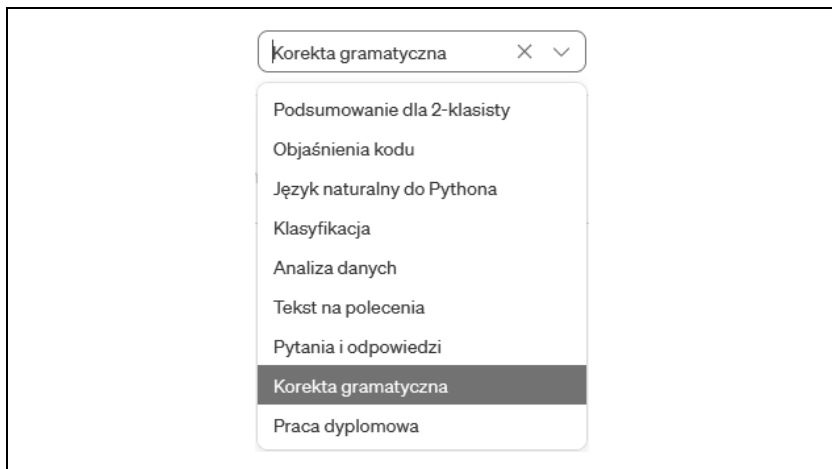 Korekta gramatyczna
Podsumowanie dla 2-klasisty
Objaśnienia kodu
Język naturalny do Pythona
Klasyfikacja
Analiza danych
Tekst na polecenia
Pytania i odpowiedzi
Korekta gramatyczna
Praca dyplomowa